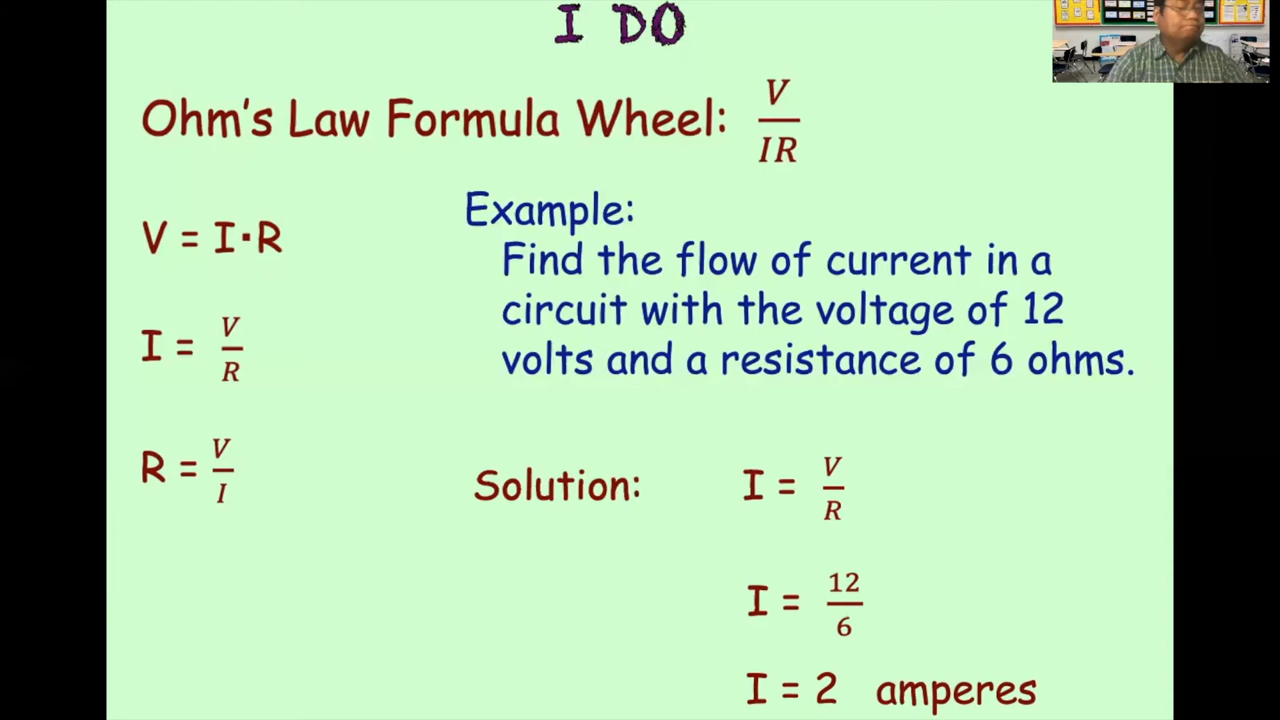 I DO
Ohm's Law Formula Wheel: V/IR
V = I·R
I = V/R
R = V/I
Example:
Find the flow of current in a
circuit with the voltage of 12
volts and a resistance of 6 ohms.
Solution: I = V/R
I = 12/6
I = 2 amperes